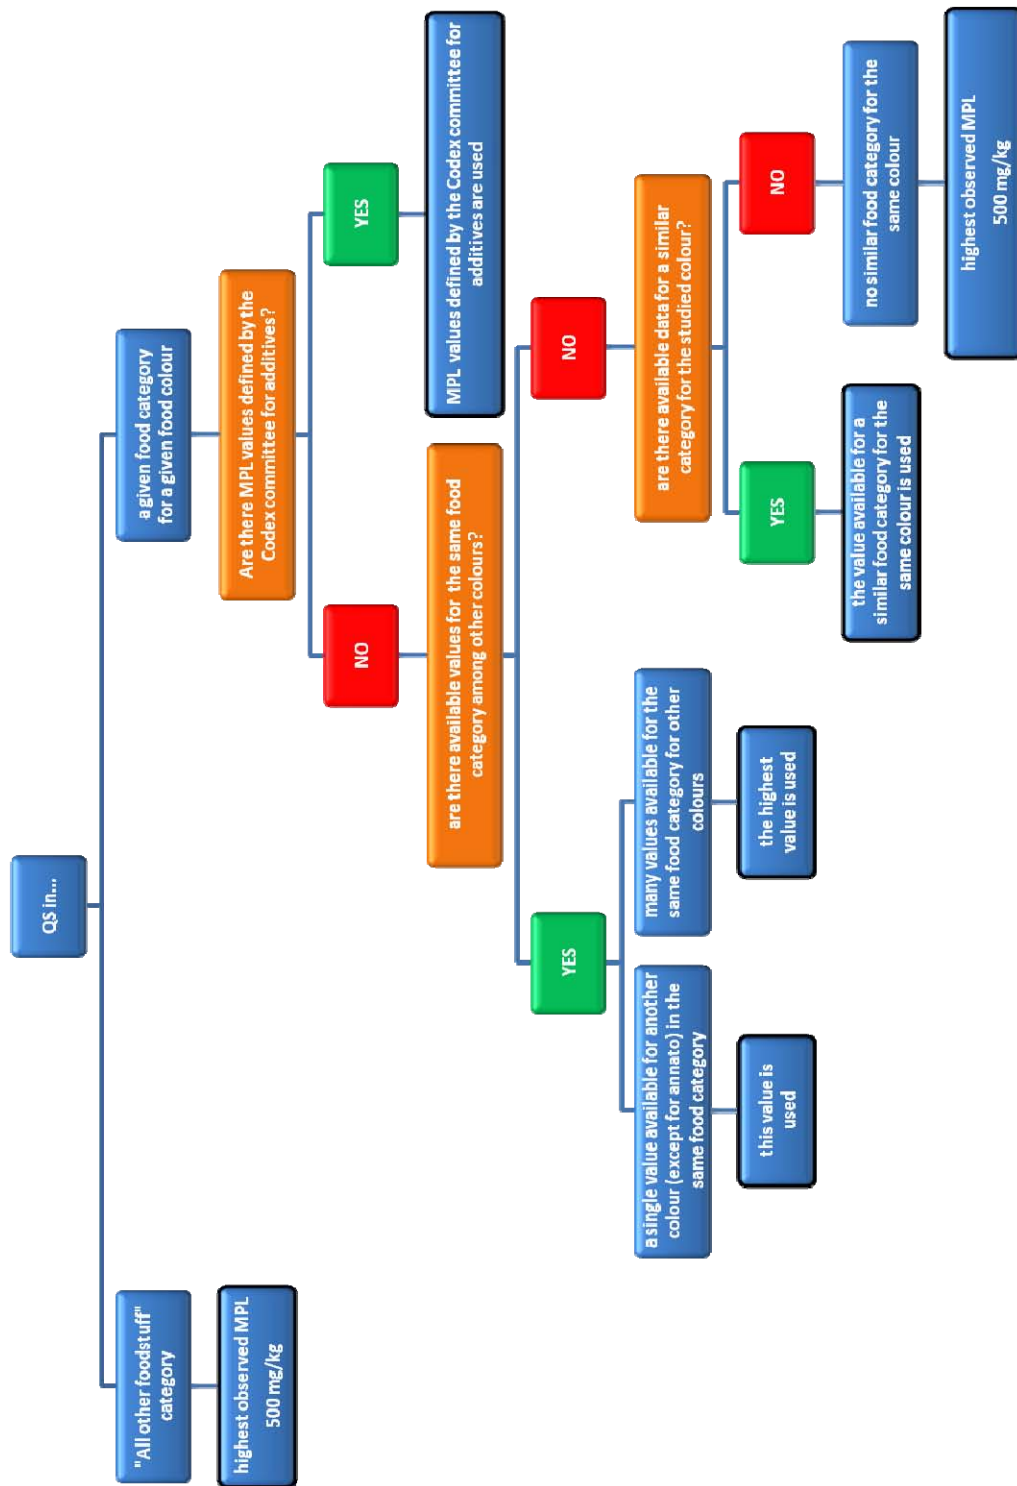 QS in...
"All other foodstuff"
category
highest observed MPL
500 mg/kg
a given food category
for a given food colour
Are there MPL values defined by the
Codex committee for additives?
NO
YES
MPL values defined by the Codex committee for
additives are used
are there available values for the same food
category among other colours?
YES
NO
a single value available for another
colour (except for annato) in the
same food category
many values available for the
same food category for other
colours
this value is
used
the highest
value is used
are there available data for a similar
category for the studied colour?
YES
NO
the value available for a
similar food category for the
same colour is used
no similar food category for the
same colour
highest observed MPL
500 mg/kg